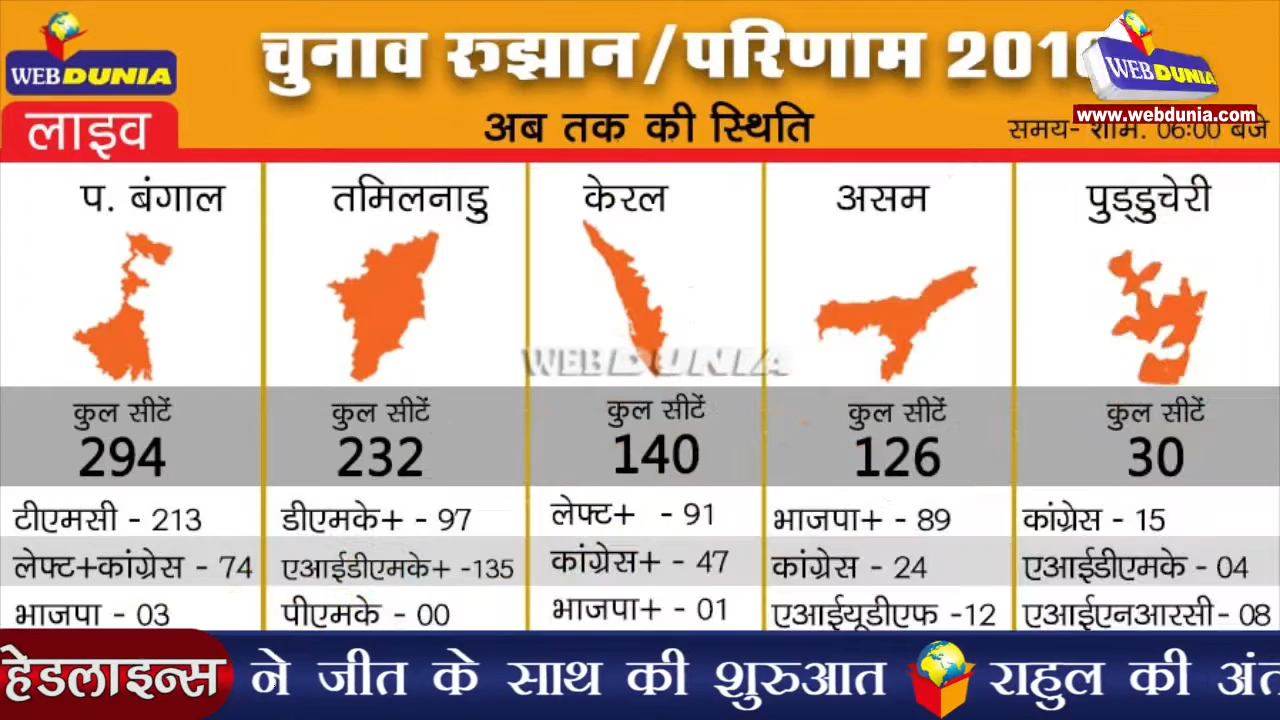 WEBDUNIA
चुनाव रुझान/परिणाम 2016
WEBDUNIA
www.webdunia.com
लाइव
अब तक की स्थिति
समय- शाम. 06:00 बजे
प. बंगाल
तमिलनाडु
केरल
असम
पुड्डुचेरी
WEBDUNIA
कुल सीटें
294
कुल सीटें
232
कुल सीटें
140
कुल सीटें
126
कुल सीटें
30
टीएमसी - 213
डीएमके+ - 97
लेफ्ट+ - 91
भाजपा+ - 89
कांग्रेस - 15
लेफ्ट+कांग्रेस - 74
एआईडीएमके+ -135
कांग्रेस+ - 47
कांग्रेस - 24
एआईडीएमके - 04
भाजपा - 03
पीएमके - 00
भाजपा+ - 01
एआईयूडीएफ -12
एआईएनआरसी- 08
हेडलाइन्स ने जीत के साथ की शुरुआत राहुल की अंत